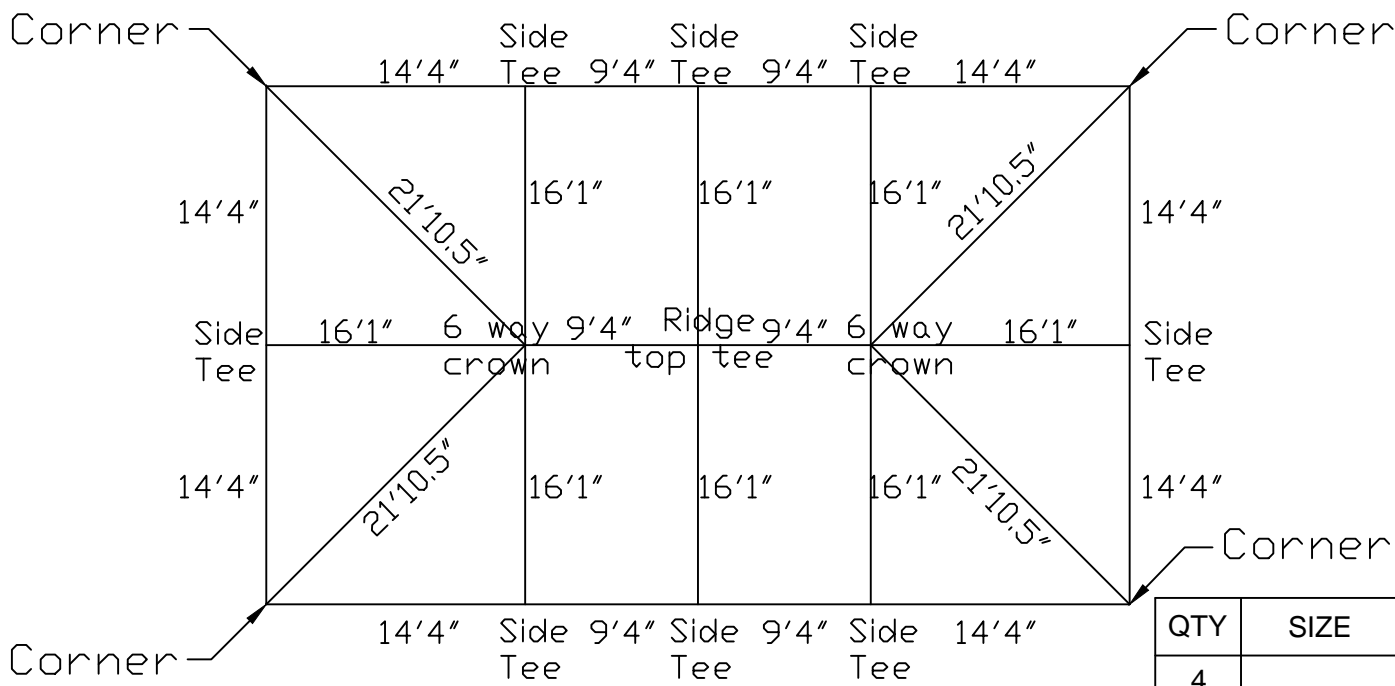 Corner
Side Side Side
Corner
14'4" Tee 9'4" Tee 9'4" Tee 14'4"
21'10.5" 16'1" 16'1" 16'1" 21'10.5"
14'4" 14'4"
Side 16'1" 6 way 9'4" Ridge 9'4" 6 way 16'1" Side
Tee crown top tee crown Tee
14'4" 21'10.5" 16'1" 16'1" 16'1" 21'10.5" 14'4"
Corner
14'4" Side 9'4" Side 9'4" Side 14'4"
Tee Tee Tee
Corner
QTY SIZE
4